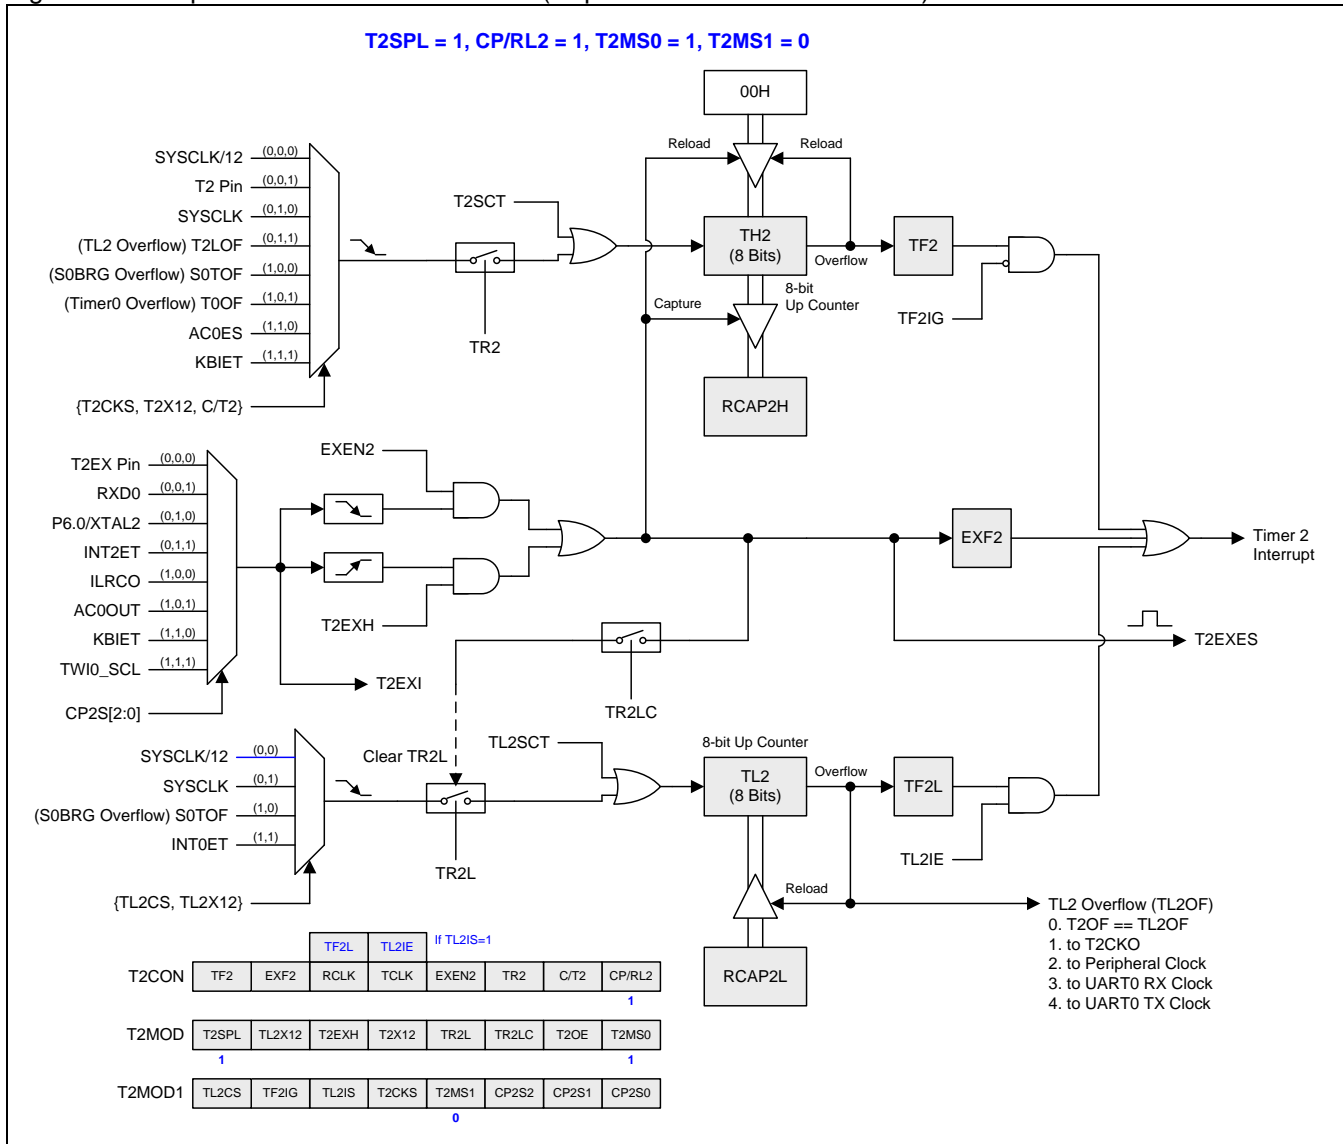 T2SPL = 1, CP/RL2 = 1, T2MS0 = 1, T2MS1 = 0
00H
Reload
Reload
SYSCLK/12 (0,0,0)
T2 Pin (0,0,1)
SYSCLK (0,1,0)
(TL2 Overflow) T2LOF (0,1,1)
(S0BRG Overflow) S0TOF (1,0,0)
(Timer0 Overflow) T0OF (1,0,1)
AC0ES (1,1,0)
KBIET (1,1,1)
{T2CKS, T2X12, C/T2}
T2SCT
TR2
TH2
(8 Bits)
Overflow
8-bit
Up Counter
TF2
TF2IG
Capture
RCAP2H
T2EX Pin (0,0,0)
RXD0 (0,0,1)
P6.0/XTAL2 (0,1,0)
INT2ET (0,1,1)
ILRCO (1,0,0)
AC0OUT (1,0,1)
KBIET (1,1,0)
TWI0_SCL (1,1,1)
CP2S[2:0]
EXEN2
T2EXH
T2EXI
EXF2
Timer 2
Interrupt
T2EXES
TR2LC
Clear TR2L
SYSCLK/12 (0,0)
SYSCLK (0,1)
(S0BRG Overflow) S0TOF (1,0)
INT0ET (1,1)
{TL2CS, TL2X12}
TL2SCT
TR2L
8-bit Up Counter
TL2
(8 Bits)
Overflow
TF2L
TL2IE
Reload
RCAP2L
TL2 Overflow (TL2OF)
0. T2OF == TL2OF
1. to T2CKO
2. to Peripheral Clock
3. to UART0 RX Clock
4. to UART0 TX Clock
TF2L TL2IE If TL2IS=1
T2CON TF2 EXF2 RCLK TCLK EXEN2 TR2 C/T2 CP/RL2
1
T2MOD T2SPL TL2X12 T2EXH T2X12 TR2L TR2LC T2OE T2MS0
1 1
T2MOD1 TL2CS TF2IG TL2IS T2CKS T2MS1 CP2S2 CP2S1 CP2S0
0